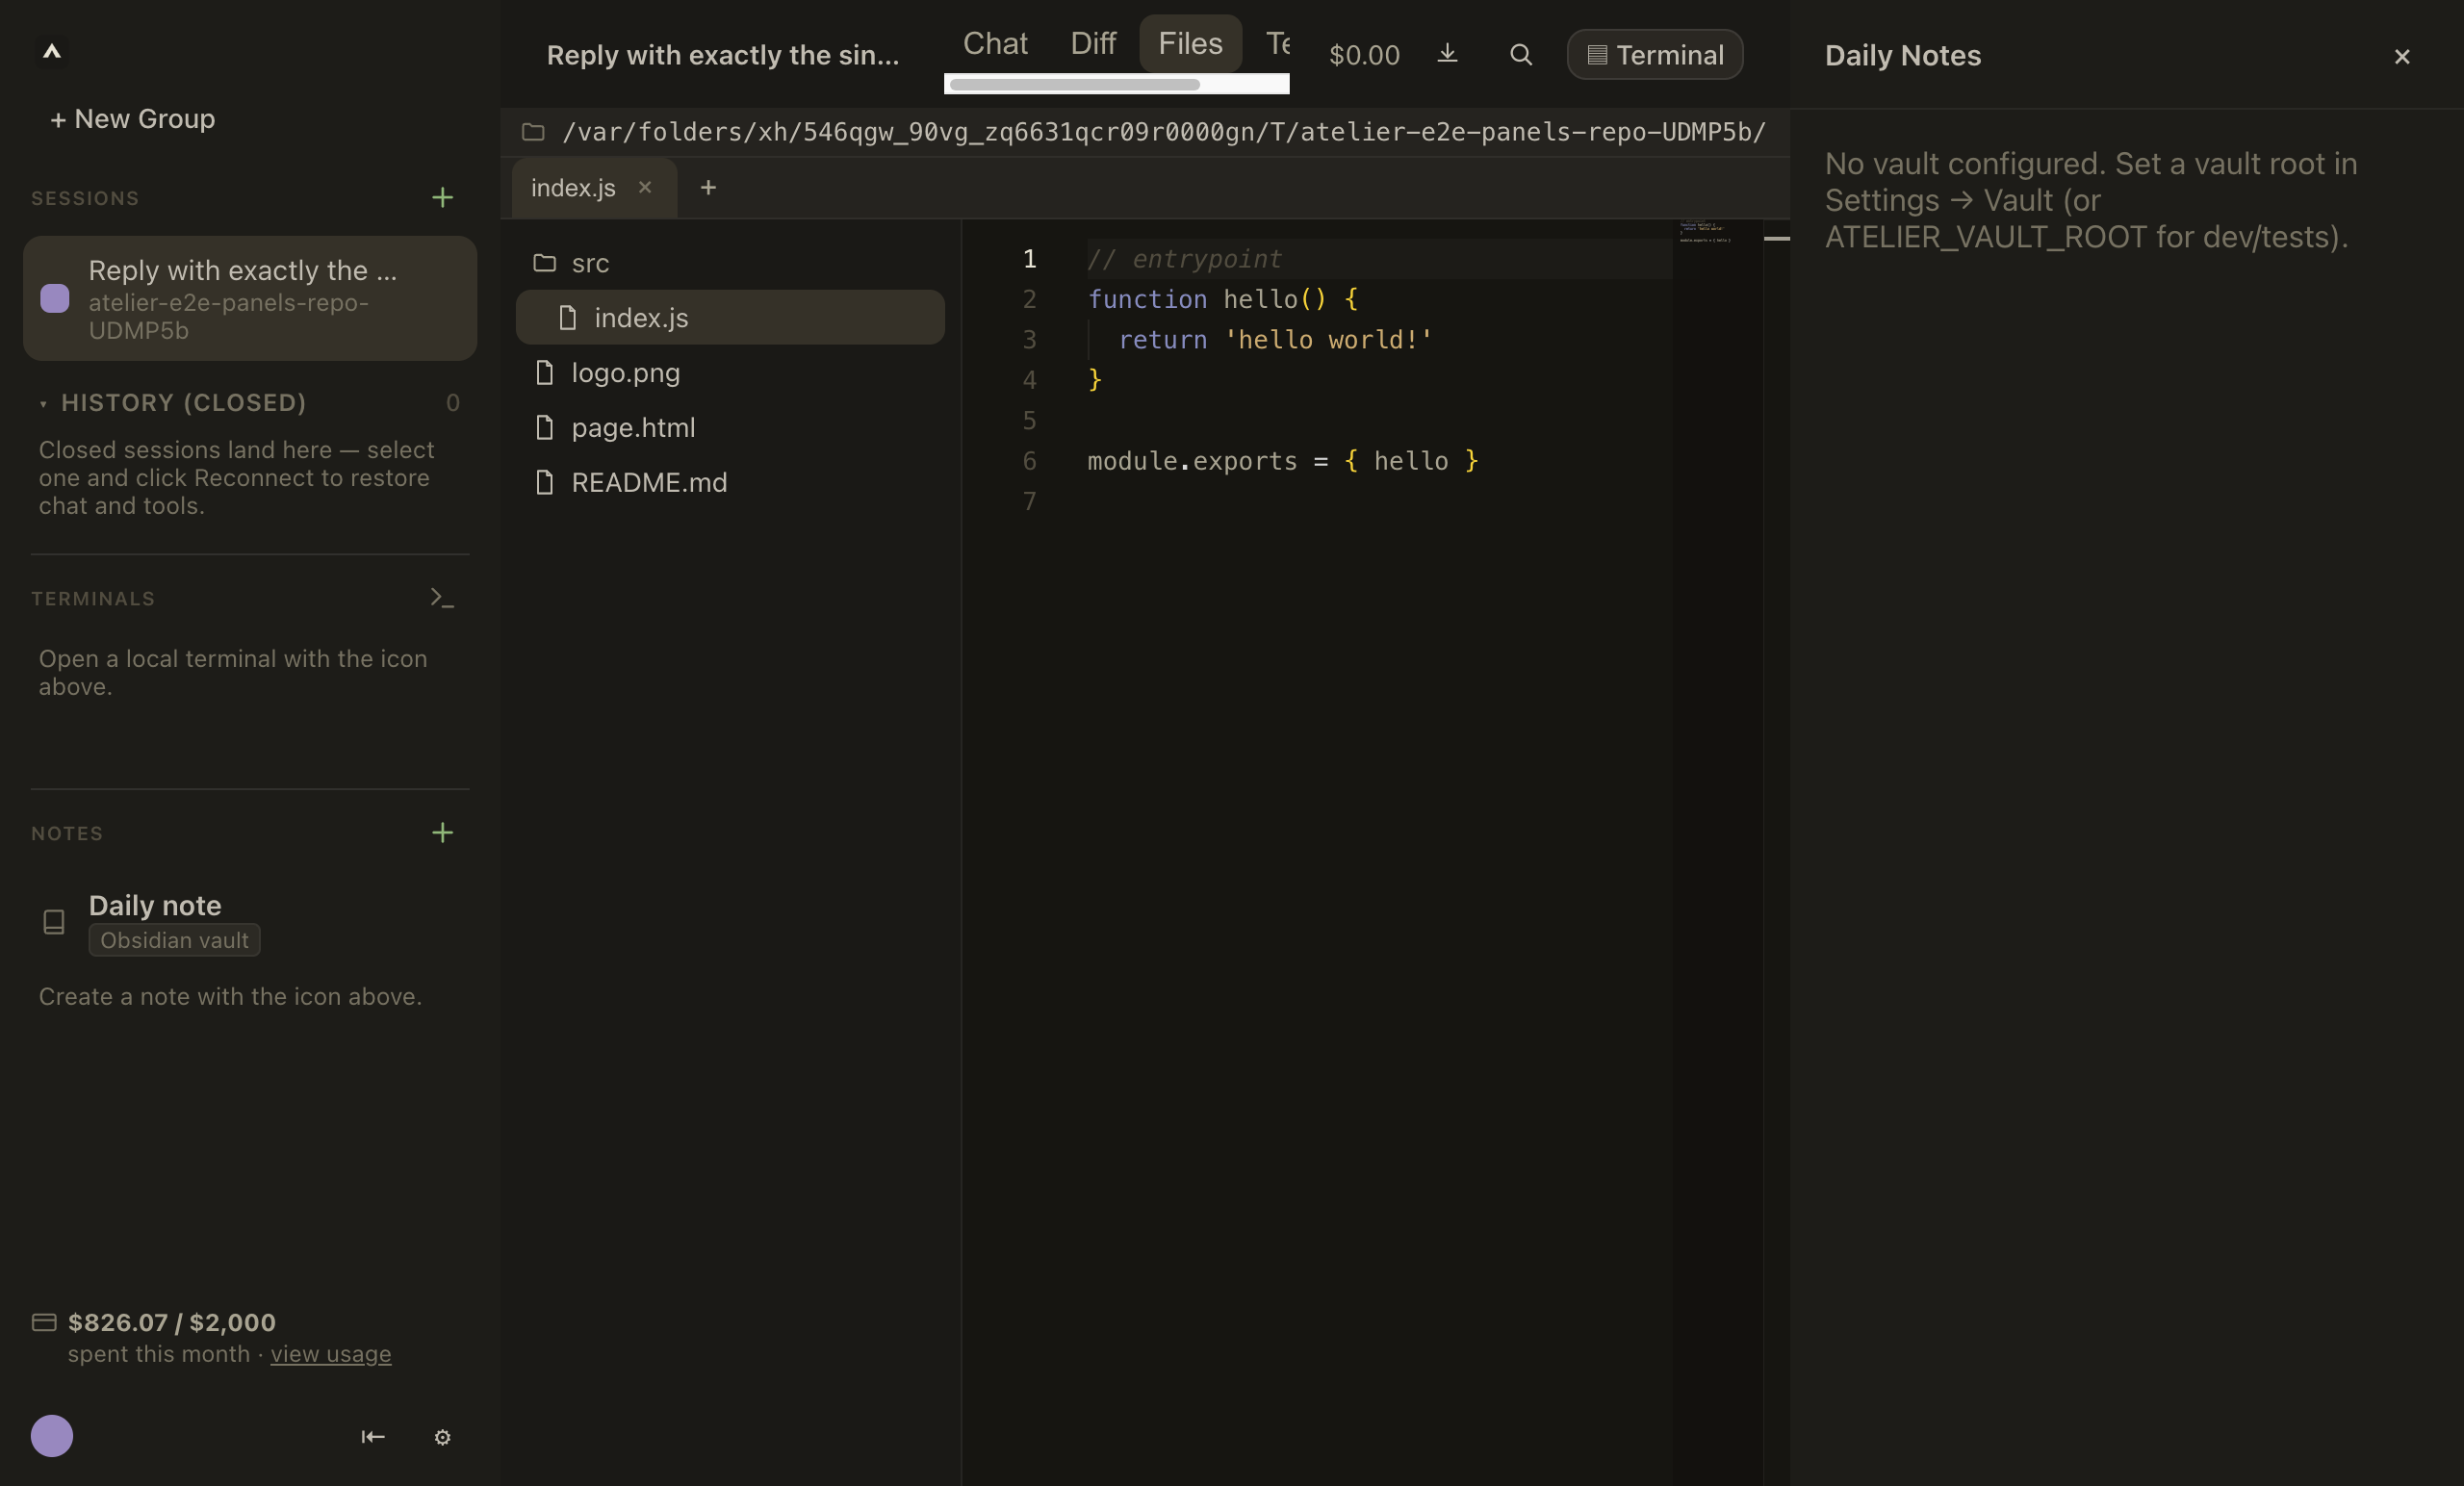 + New Group
SESSIONS
Reply with exactly the ...
atelier-e2e-panels-repo-
UDMP5b
HISTORY (CLOSED) 0
Closed sessions land here — select
one and click Reconnect to restore
chat and tools.
TERMINALS
Open a local terminal with the icon
above.
NOTES
Daily note
Obsidian vault
Create a note with the icon above.
$826.07 / $2,000
spent this month · view usage
Reply with exactly the sin... Chat Diff Files Te $0.00 Terminal
/var/folders/xh/546qgw_90vg_zq6631qcr09r0000gn/T/atelier-e2e-panels-repo-UDMP5b/
index.js × +
src
index.js
logo.png
page.html
README.md
1 // entrypoint
2 function hello() {
3 return 'hello world!'
4 }
5
6 module.exports = { hello }
7
Daily Notes ×
No vault configured. Set a vault root in
Settings → Vault (or
ATELIER_VAULT_ROOT for dev/tests).